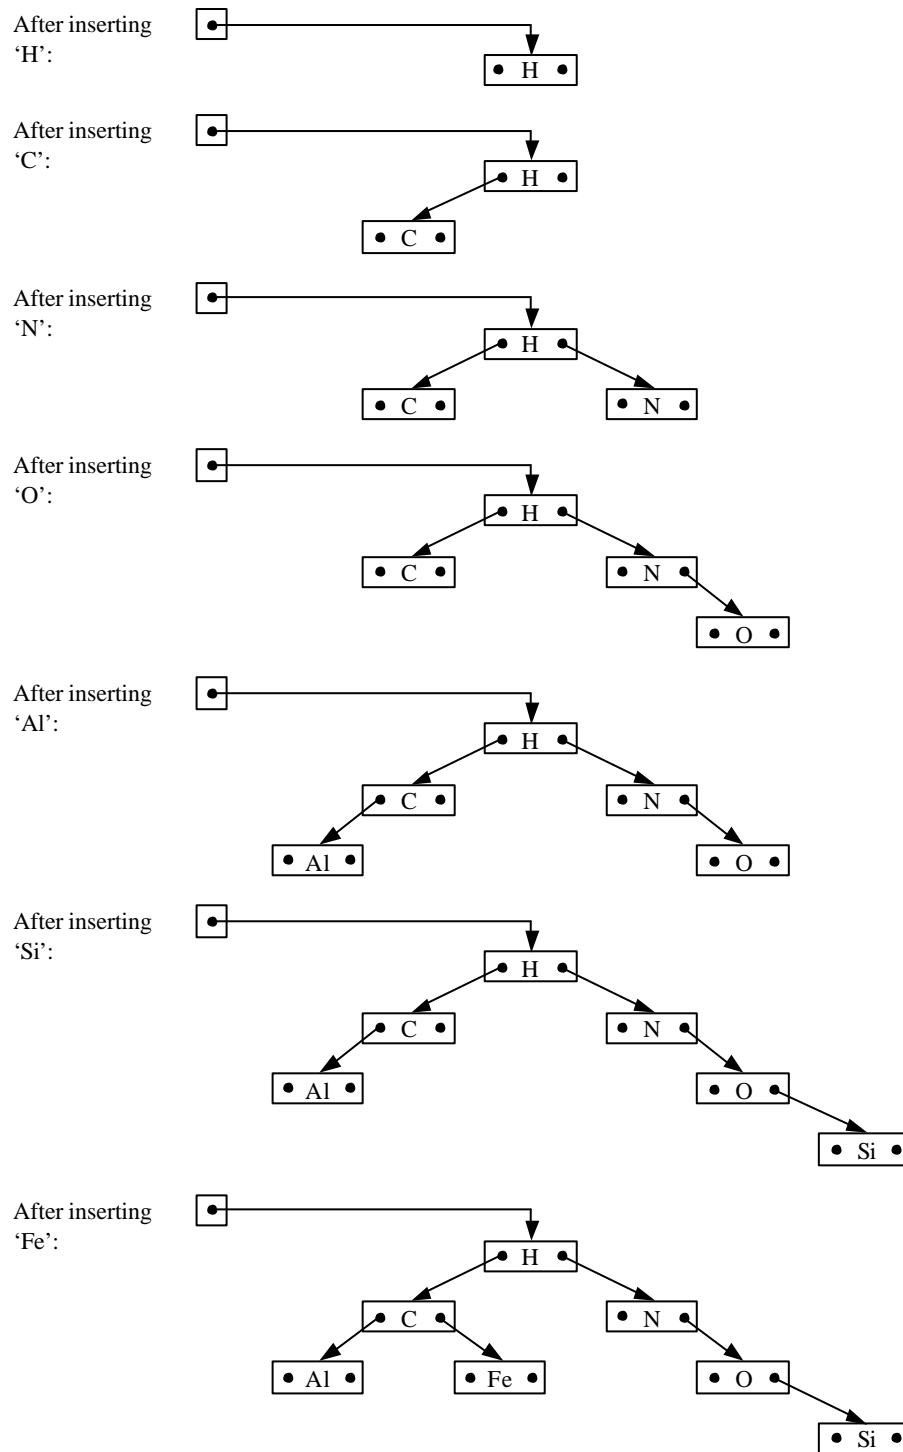 After inserting
‘H’:
H
After inserting
‘C’:
H
C
After inserting
‘N’:
H
C N
After inserting
‘O’:
H
C N
O
After inserting
‘Al’:
H
C N
Al O
After inserting
‘Si’:
H
C N
Al O
Si
After inserting
‘Fe’:
H
C N
Al Fe O
Si